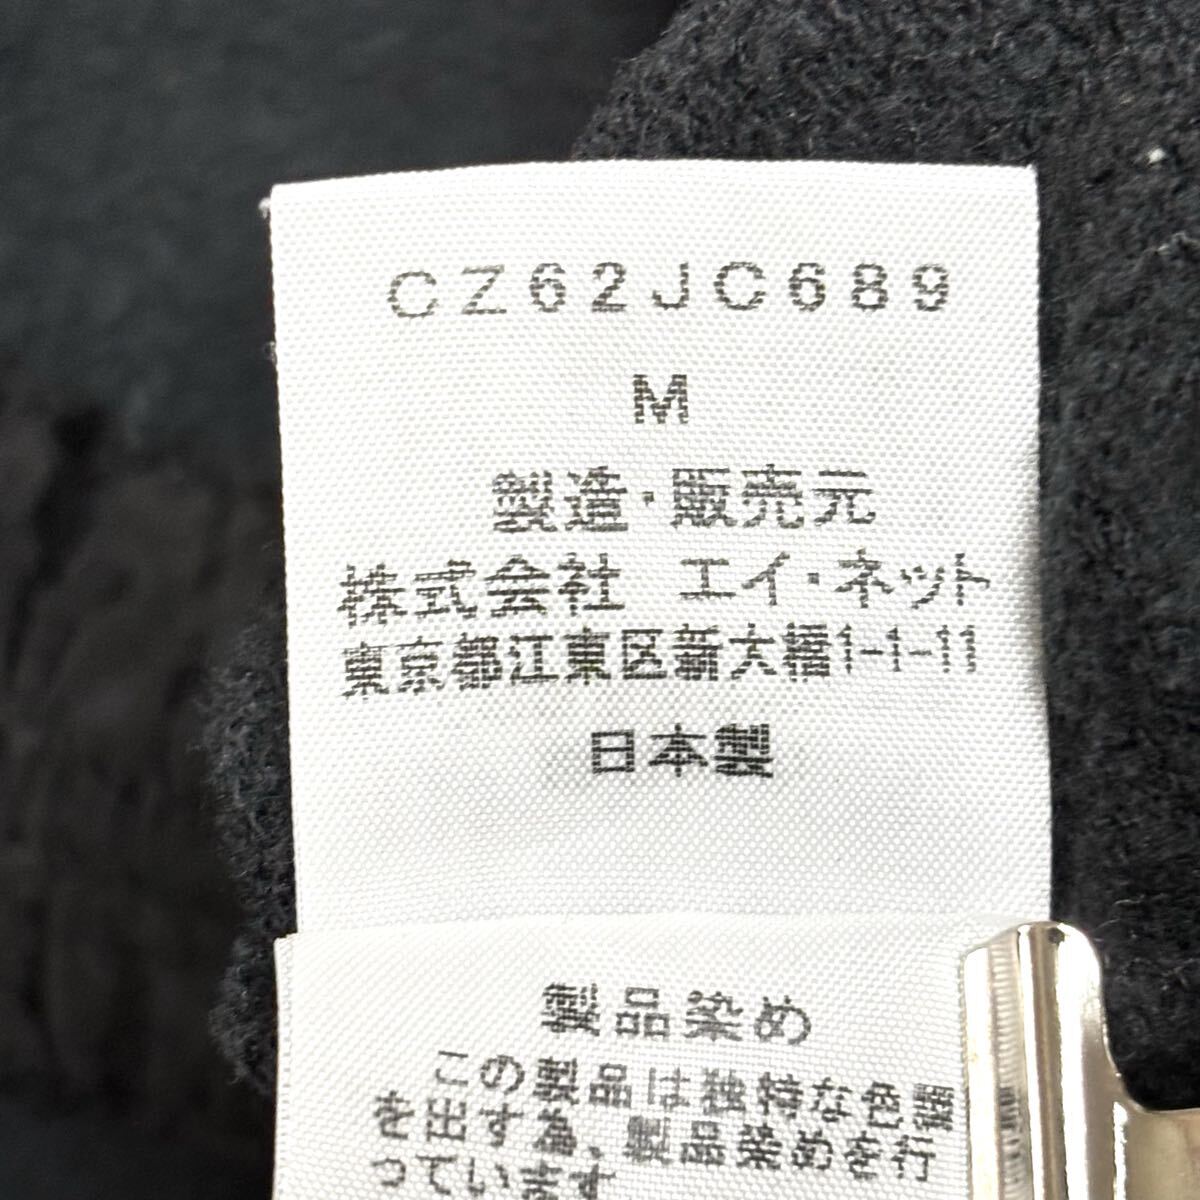 CZ62JC689
M
製造・販売元
株式会社 エイ・ネット
東京都江東区新大橋1-1-11
日本製
製品染め
この製品は独特な色調
を出す為、製品染めを行
っています